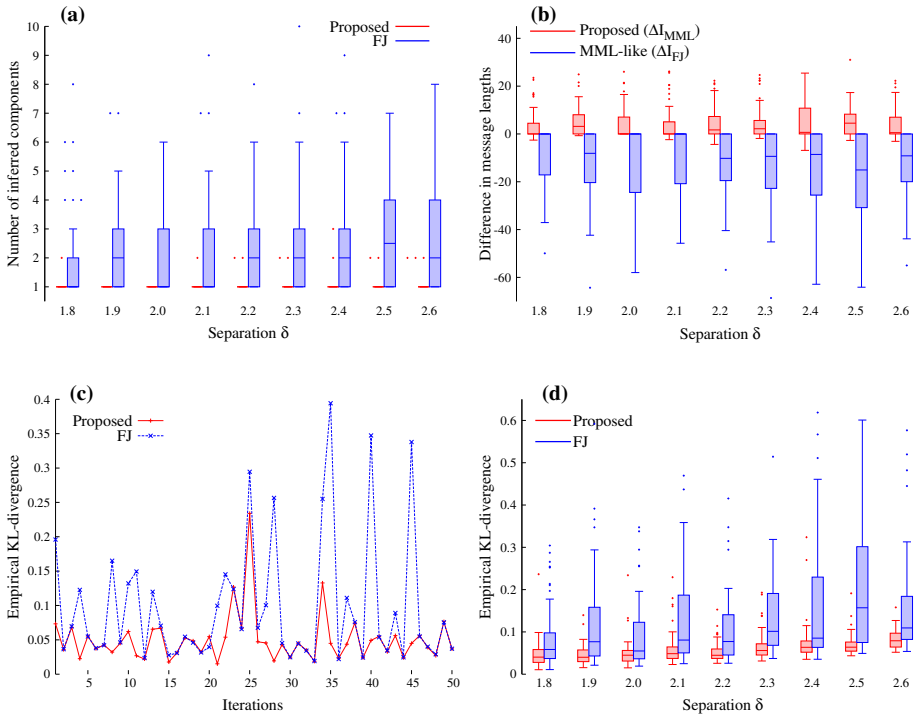 (a)
Proposed
FJ
Number of inferred components
10
9
8
7
6
5
4
3
2
1
1.8 1.9 2.0 2.1 2.2 2.3 2.4 2.5 2.6
Separation δ
(b)
Proposed (ΔI_MML)
MML-like (ΔI_FJ)
Difference in message lengths
40
20
0
-20
-40
-60
1.8 1.9 2.0 2.1 2.2 2.3 2.4 2.5 2.6
Separation δ
(c)
Proposed
FJ
Empirical KL-divergence
0.4
0.35
0.3
0.25
0.2
0.15
0.1
0.05
0
5 10 15 20 25 30 35 40 45 50
Iterations
(d)
Proposed
FJ
Empirical KL-divergence
0.6
0.5
0.4
0.3
0.2
0.1
0
1.8 1.9 2.0 2.1 2.2 2.3 2.4 2.5 2.6
Separation δ